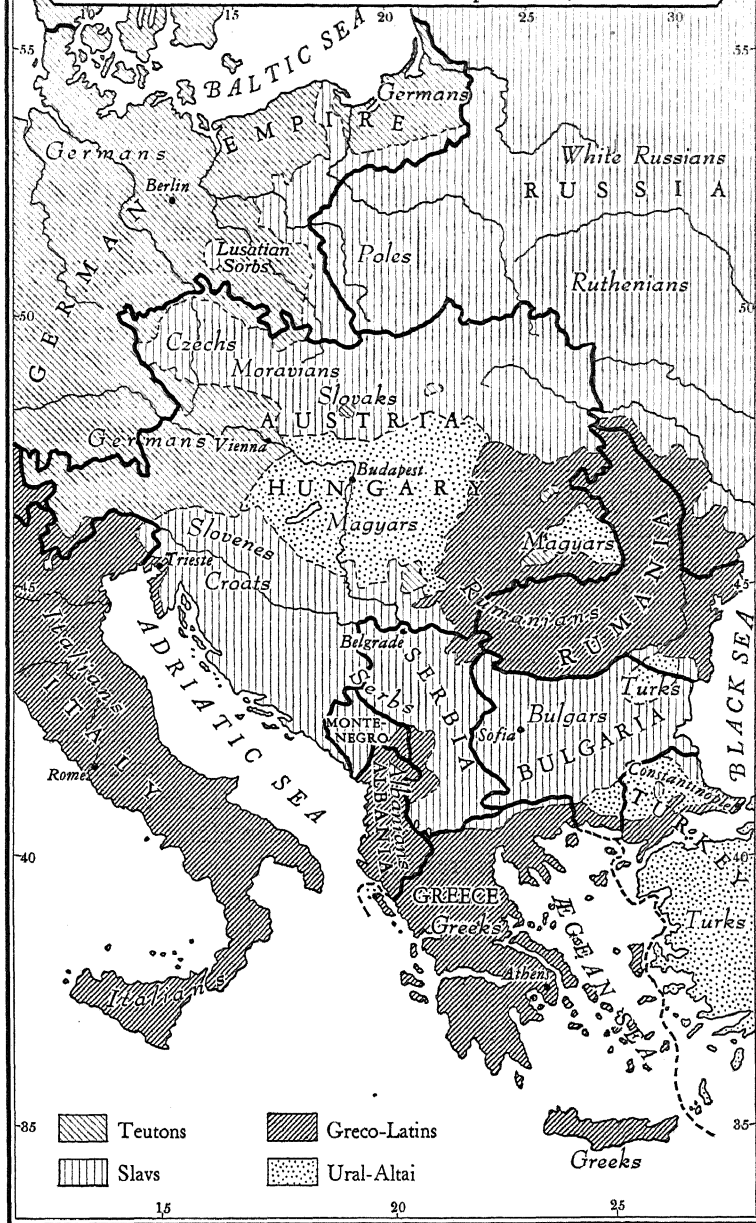 10 15 20 25 30
55 55
BALTIC SEA
Germans
EMPIRE
Germans
White Russians
RUSSIA
Berlin
Lusatian
Sorbs
Poles
Ruthenians
50 50
GERMAN
Czechs
Moravians
Slovaks
AUSTRIA
Germans
Vienna
Budapest
HUNGARY
Magyars
Magyars
Slovenes
Trieste
Croats
45 45
Rumanians
RUMANIA
Belgrade
SERBIA
Serbs
Italians
ITALY
ADRIATIC SEA
MONTE-
NEGRO
Sofia
Bulgars
BULGARIA
Turks
BLACK SEA
Rome
Albanians
ALBANIA
Constantinople
TURKEY
40 40
GREECE
Greeks
ÆGEAN SEA
Turks
Athens
Italians
Teutons
Greco-Latins
Slavs
Ural-Altai
Greeks
35 35
15 20 25